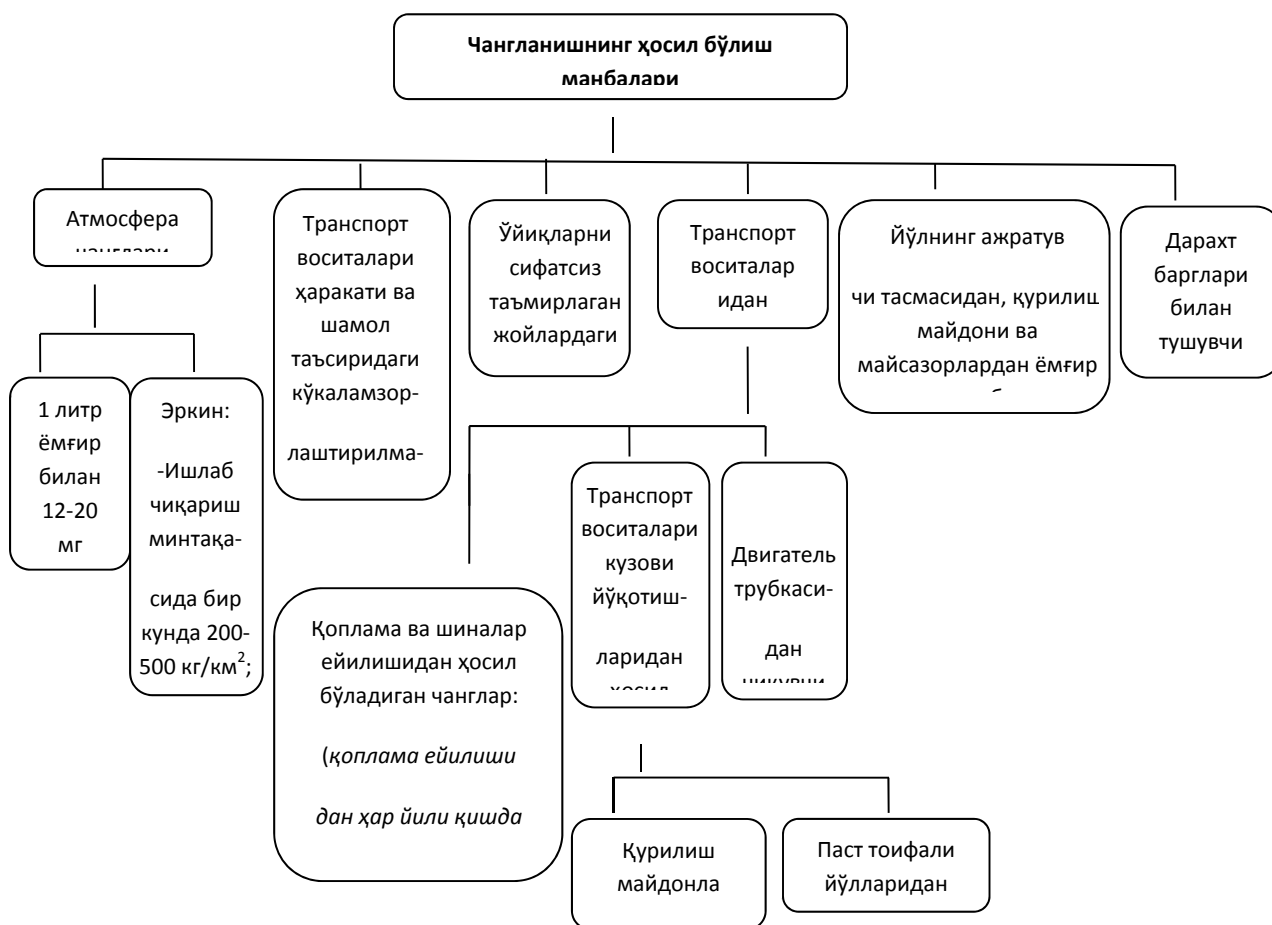 Чангланишнинг ҳосил бўлиш
манбалари
Атмосфера
чанглари
Транспорт
воситалари
ҳаракати ва
шамол
таъсиридаги
кўкаламзор-
лаштирилма-
Ўйиқларни
сифатсиз
таъмирлаган
жойлардаги
Транспорт
воситалар
идан
Йўлнинг ажратув
чи тасмасидан, қурилиш
майдони ва
майсазорлардан ёмғир
Дарахт
барглари
билан
тушувчи
1 литр
ёмғир
билан
12-20
мг
Эркин:
-Ишлаб
чиқариш
минтақа-
сида бир
кунда 200-
500 кг/км²;
Қоплама ва шиналар
ейилишидан ҳосил
бўладиган чанглар:
(қоплама ейилиши
дан ҳар йили қишда
Транспорт
воситалари
кузови
йўқотиш-
ларидан
ҳосил
Двигатель
трубкаси-
дан
чиқувчи
Қурилиш
майдонла
Паст тоифали
йўлларидан